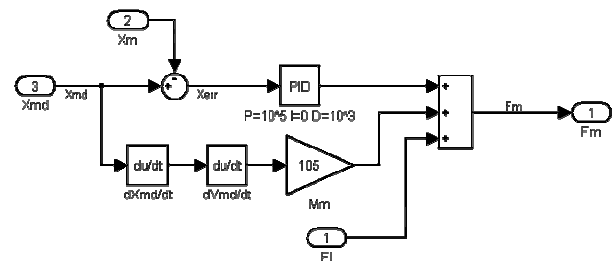 2
Xm
3
Xmd
Xmd
+
-
Xerr
PID
P=10^5 I=0 D=10^3
+
+
+
Fm
1
Fm
du/dt
dXmd/dt
du/dt
dVmd/dt
105
Mm
1